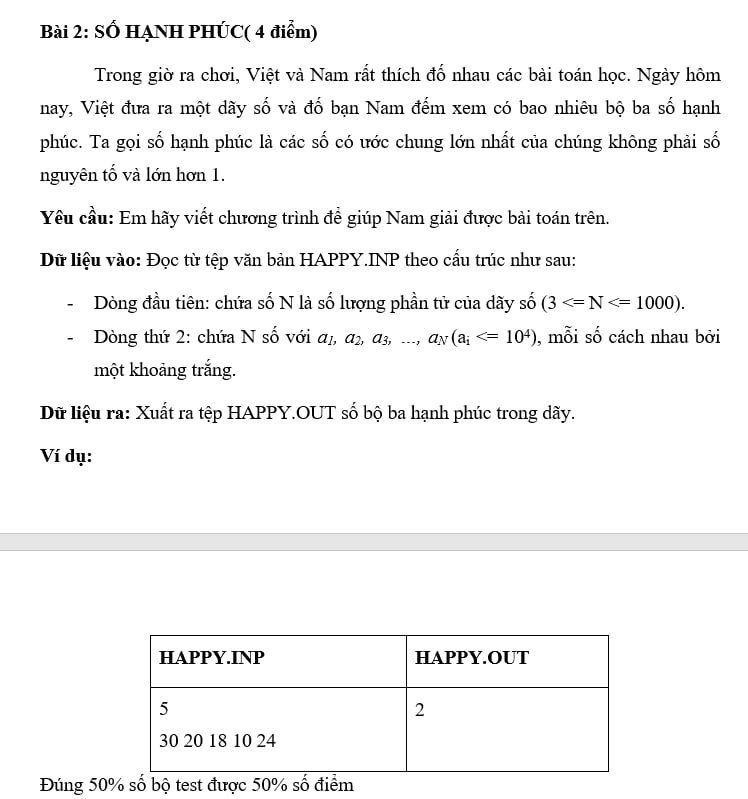 Bài 2: SỐ HẠNH PHÚC( 4 điểm)
Trong giờ ra chơi, Việt và Nam rất thích đố nhau các bài toán học. Ngày hôm
nay, Việt đưa ra một dãy số và đố bạn Nam đếm xem có bao nhiêu bộ ba số hạnh
phúc. Ta gọi số hạnh phúc là các số có ước chung lớn nhất của chúng không phải số
nguyên tố và lớn hơn 1.
Yêu cầu: Em hãy viết chương trình để giúp Nam giải được bài toán trên.
Dữ liệu vào: Đọc từ tệp văn bản HAPPY.INP theo cấu trúc như sau:
- Dòng đầu tiên: chứa số N là số lượng phần tử của dãy số (3 <= N <= 1000).
- Dòng thứ 2: chứa N số với a₁, a₂, a₃, ..., a_N (aᵢ <= 10⁴), mỗi số cách nhau bởi
một khoảng trắng.
Dữ liệu ra: Xuất ra tệp HAPPY.OUT số bộ ba hạnh phúc trong dãy.
Ví dụ:
HAPPY.INP HAPPY.OUT
5 2
30 20 18 10 24
Đúng 50% số bộ test được 50% số điểm